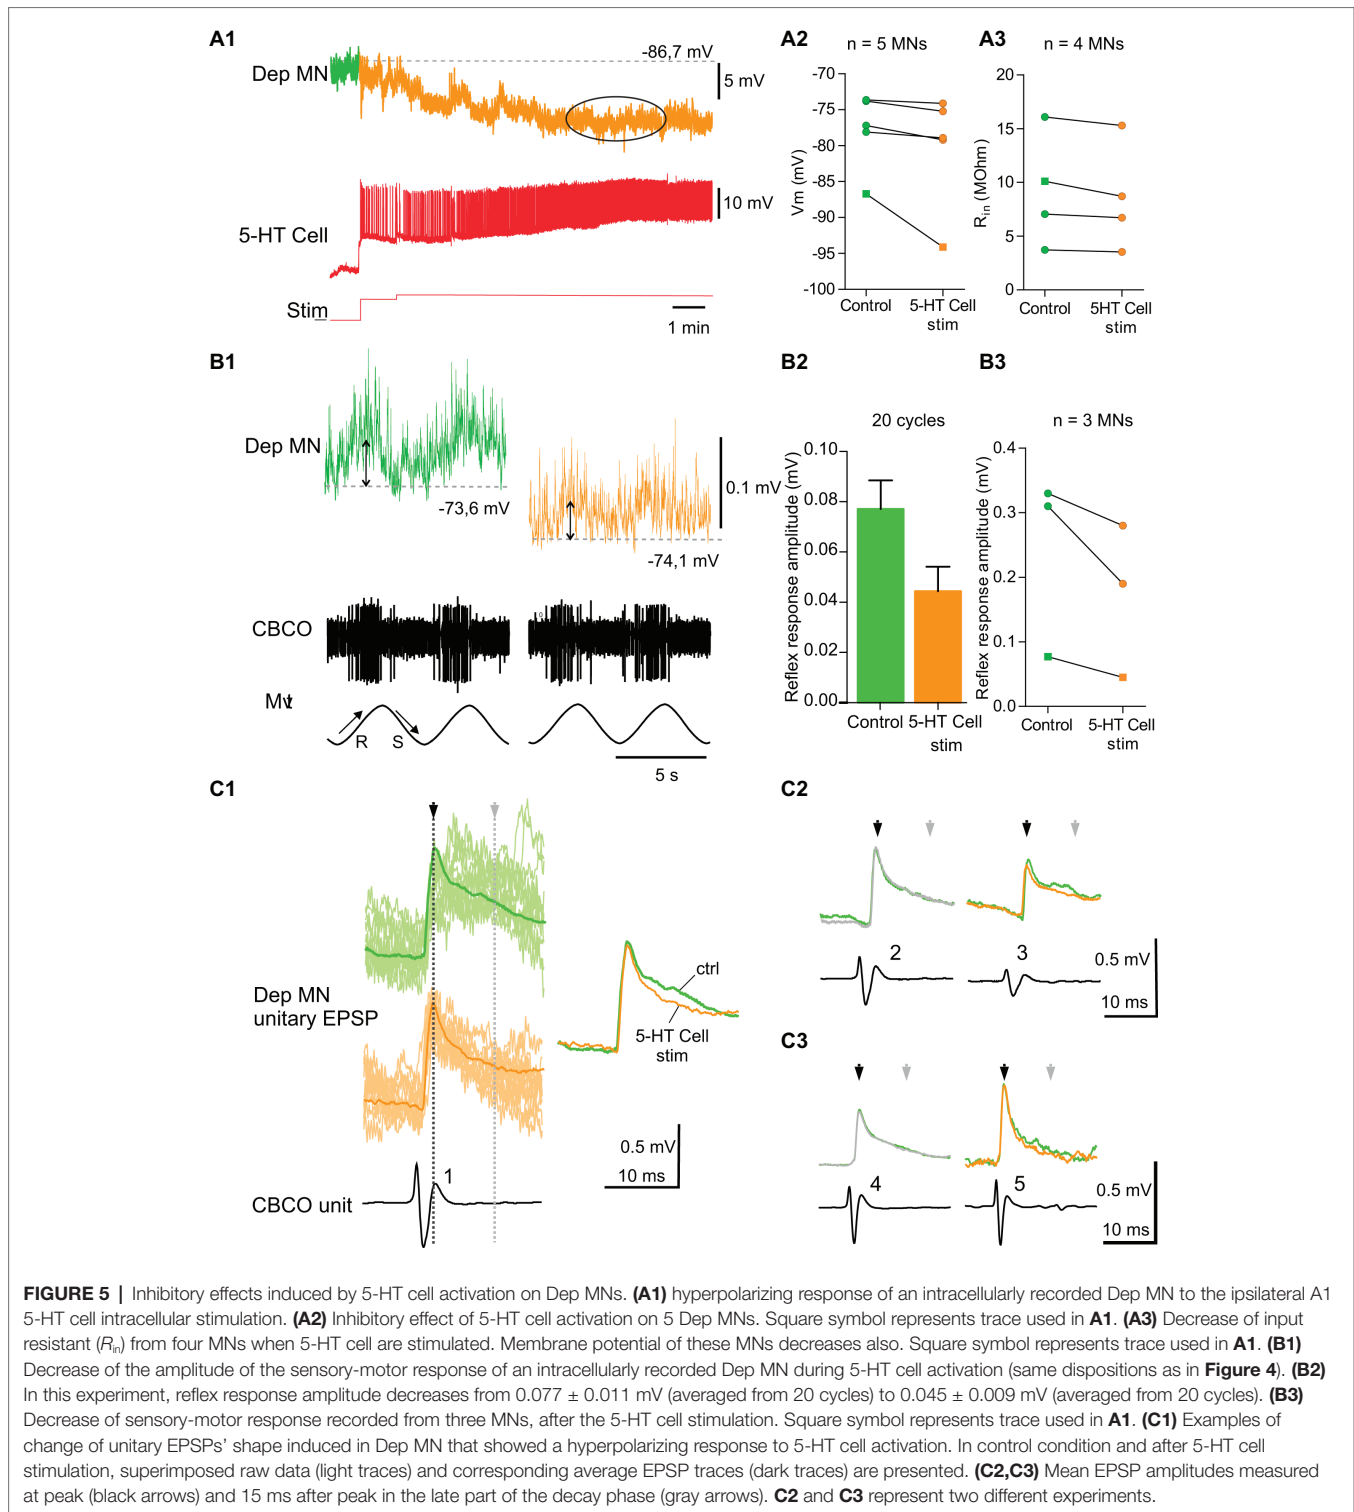 A1
Dep MN
-86,7 mV
5 mV
5-HT Cell
10 mV
Stim
1 min
A2
n = 5 MNs
Vm (mV)
-70
-75
-80
-85
-90
-95
-100
Control
5-HT Cell
stim
A3
n = 4 MNs
Rin (MOhm)
20
15
10
5
0
Control
5HT Cell
stim
B1
Dep MN
-73,6 mV
0.1 mV
-74,1 mV
CBCO
Mvt
R
S
5 s
B2
20 cycles
Reflex response amplitude (mV)
0.10
0.08
0.06
0.04
0.02
0.00
Control
5-HT Cell
stim
B3
n = 3 MNs
Reflex response amplitude (mV)
0.4
0.3
0.2
0.1
0.0
Control
5-HT Cell
stim
C1
Dep MN
unitary EPSP
ctrl
5-HT Cell
stim
0.5 mV
10 ms
1
CBCO unit
C2
2
3
0.5 mV
10 ms
C3
4
5
0.5 mV
10 ms
FIGURE 5 | Inhibitory effects induced by 5-HT cell activation on Dep MNs. (A1) hyperpolarizing response of an intracellularly recorded Dep MN to the ipsilateral A1
5-HT cell intracellular stimulation. (A2) Inhibitory effect of 5-HT cell activation on 5 Dep MNs. Square symbol represents trace used in A1. (A3) Decrease of input
resistant (Rin) from four MNs when 5-HT cell are stimulated. Membrane potential of these MNs decreases also. Square symbol represents trace used in A1. (B1)
Decrease of the amplitude of the sensory-motor response of an intracellularly recorded Dep MN during 5-HT cell activation (same dispositions as in Figure 4). (B2)
In this experiment, reflex response amplitude decreases from 0.077 ± 0.011 mV (averaged from 20 cycles) to 0.045 ± 0.009 mV (averaged from 20 cycles). (B3)
Decrease of sensory-motor response recorded from three MNs, after the 5-HT cell stimulation. Square symbol represents trace used in A1. (C1) Examples of
change of unitary EPSPs' shape induced in Dep MN that showed a hyperpolarizing response to 5-HT cell activation. In control condition and after 5-HT cell
stimulation, superimposed raw data (light traces) and corresponding average EPSP traces (dark traces) are presented. (C2,C3) Mean EPSP amplitudes measured
at peak (black arrows) and 15 ms after peak in the late part of the decay phase (gray arrows). C2 and C3 represent two different experiments.